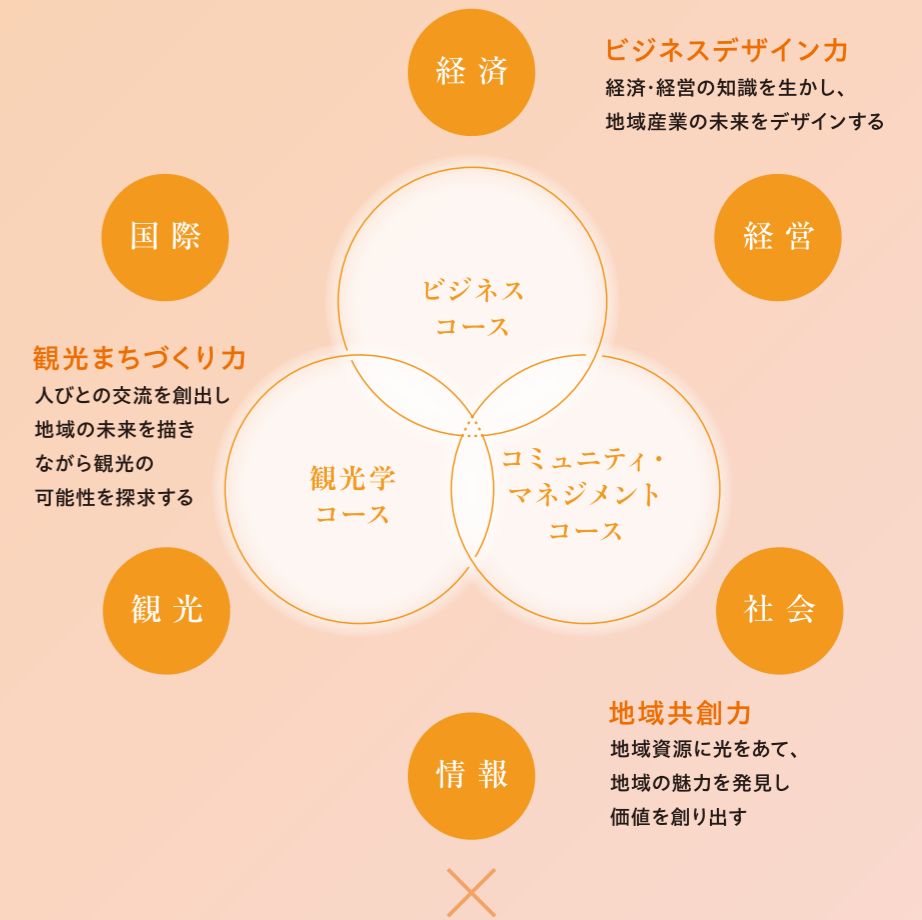 経済
ビジネスデザイン力
経済･経営の知識を生かし、
地域産業の未来をデザインする
国際
経営
ビジネス
コース
観光まちづくり力
人びとの交流を創出し
地域の未来を描き
ながら観光の
可能性を探求する
観光学
コース
コミュニティ・
マネジメント
コース
観光
社会
地域共創力
地域資源に光をあて、
地域の魅力を発見し
価値を創り出す
情報